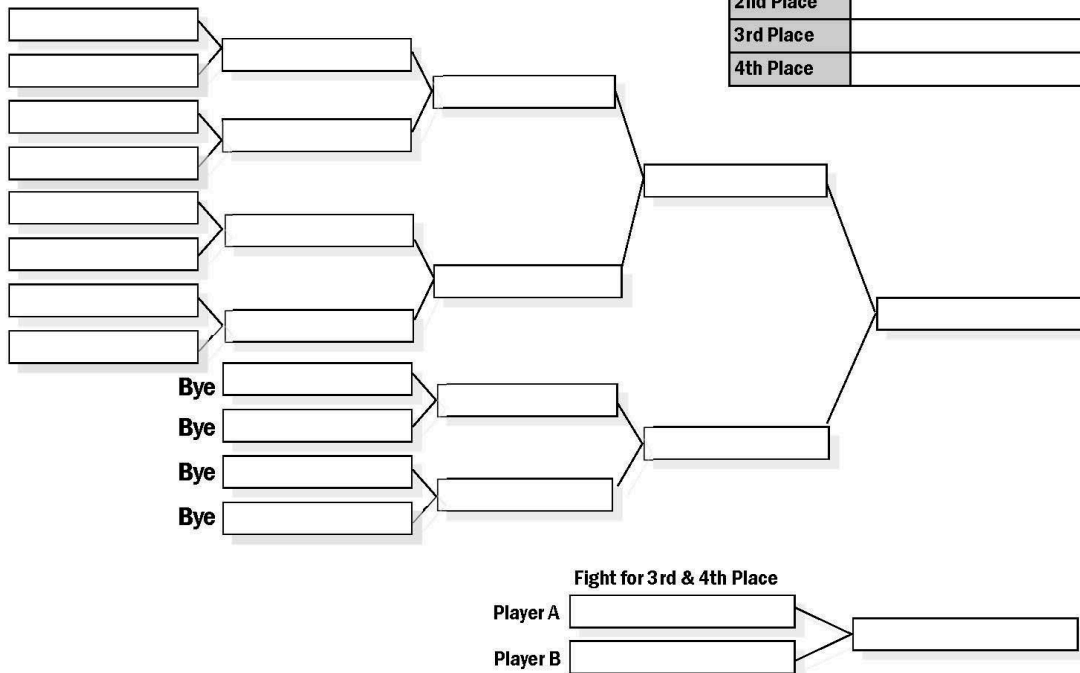 2nd Place
3rd Place
4th Place
Bye
Bye
Bye
Bye
Fight for 3rd & 4th Place
Player A
Player B